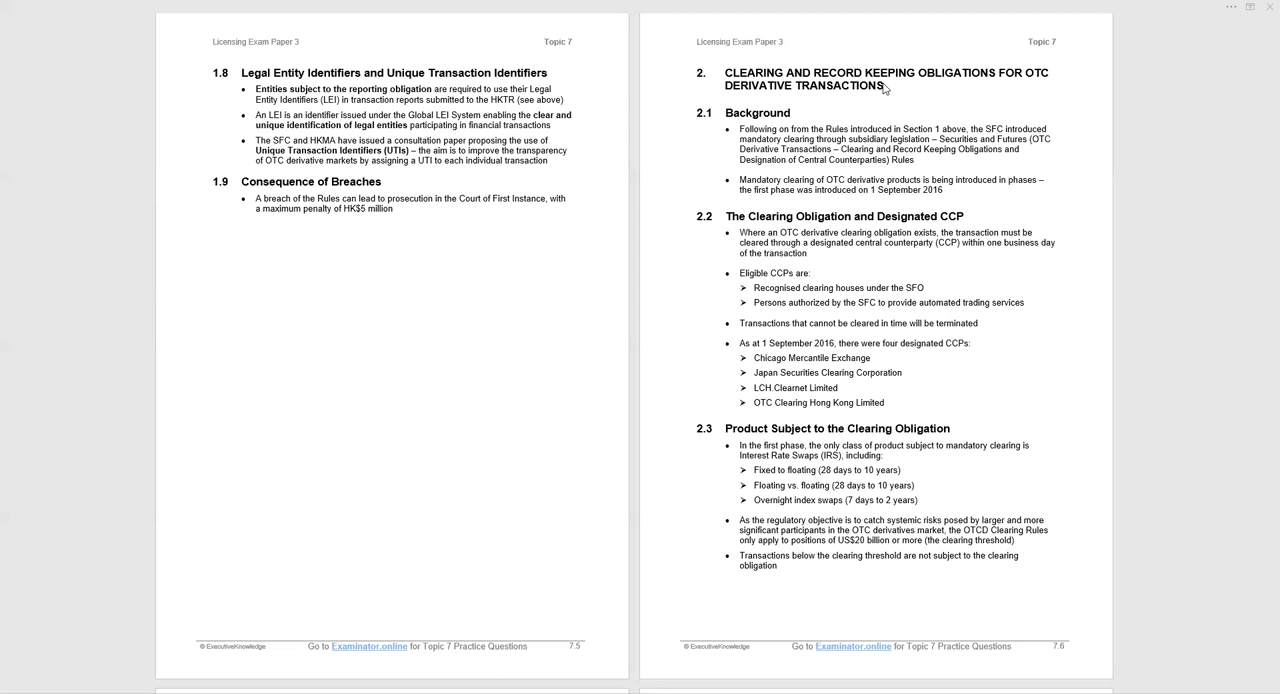 Licensing Exam Paper 3 Topic 7
1.8 Legal Entity Identifiers and Unique Transaction Identifiers
• Entities subject to the reporting obligation are required to use their Legal
Entity Identifiers (LEI) in transaction reports submitted to the HKTR (see above)
• An LEI is an identifier issued under the Global LEI System enabling the clear and
unique identification of legal entities participating in financial transactions
• The SFC and HKMA have issued a consultation paper proposing the use of
Unique Transaction Identifiers (UTIs) – the aim is to improve the transparency
of OTC derivative markets by assigning a UTI to each individual transaction
1.9 Consequence of Breaches
• A breach of the Rules can lead to prosecution in the Court of First Instance, with
a maximum penalty of HK$5 million
© ExecutiveKnowledge Go to Examinator.online for Topic 7 Practice Questions 7.5
Licensing Exam Paper 3 Topic 7
2. CLEARING AND RECORD KEEPING OBLIGATIONS FOR OTC
DERIVATIVE TRANSACTIONS
2.1 Background
• Following on from the Rules introduced in Section 1 above, the SFC introduced
mandatory clearing through subsidiary legislation – Securities and Futures (OTC
Derivative Transactions – Clearing and Record Keeping Obligations and
Designation of Central Counterparties) Rules
• Mandatory clearing of OTC derivative products is being introduced in phases –
the first phase was introduced on 1 September 2016
2.2 The Clearing Obligation and Designated CCP
• Where an OTC derivative clearing obligation exists, the transaction must be
cleared through a designated central counterparty (CCP) within one business day
of the transaction
• Eligible CCPs are:
➢ Recognised clearing houses under the SFO
➢ Persons authorized by the SFC to provide automated trading services
• Transactions that cannot be cleared in time will be terminated
• As at 1 September 2016, there were four designated CCPs:
➢ Chicago Mercantile Exchange
➢ Japan Securities Clearing Corporation
➢ LCH.Clearnet Limited
➢ OTC Clearing Hong Kong Limited
2.3 Product Subject to the Clearing Obligation
• In the first phase, the only class of product subject to mandatory clearing is
Interest Rate Swaps (IRS), including:
➢ Fixed to floating (28 days to 10 years)
➢ Floating vs. floating (28 days to 10 years)
➢ Overnight index swaps (7 days to 2 years)
• As the regulatory objective is to catch systemic risks posed by larger and more
significant participants in the OTC derivatives market, the OTCD Clearing Rules
only apply to positions of US$20 billion or more (the clearing threshold)
• Transactions below the clearing threshold are not subject to the clearing
obligation
© ExecutiveKnowledge Go to Examinator.online for Topic 7 Practice Questions 7.6